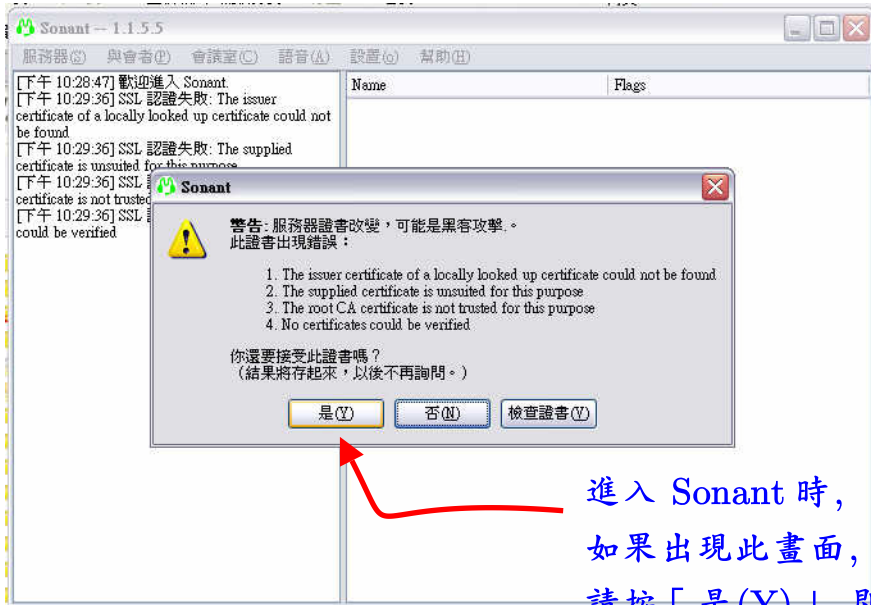 Sonant -- 1.1.5.5
服務器(S) 與會者(P) 會議室(C) 語音(A) 設置(o) 幫助(H)
[下午 10:28:47] 歡迎進入 Sonant.
[下午 10:29:36] SSL 認證失敗: The issuer
certificate of a locally looked up certificate could not
be found
[下午 10:29:36] SSL 認證失敗: The supplied
certificate is unsuited for this purpose
[下午 10:29:36] SSL
certificate is not trusted
[下午 10:29:36] SSL
could be verified
Name Flags
Sonant
警告: 服務器證書改變，可能是黑客攻擊.。
此證書出現錯誤：
1. The issuer certificate of a locally looked up certificate could not be found
2. The supplied certificate is unsuited for this purpose
3. The root CA certificate is not trusted for this purpose
4. No certificates could be verified
你還要接受此證書嗎？
（結果將存起來，以後不再詢問。）
是(Y) 否(N) 檢查證書(V)
進入 Sonant 時,
如果出現此畫面,
請按「是(Y)」